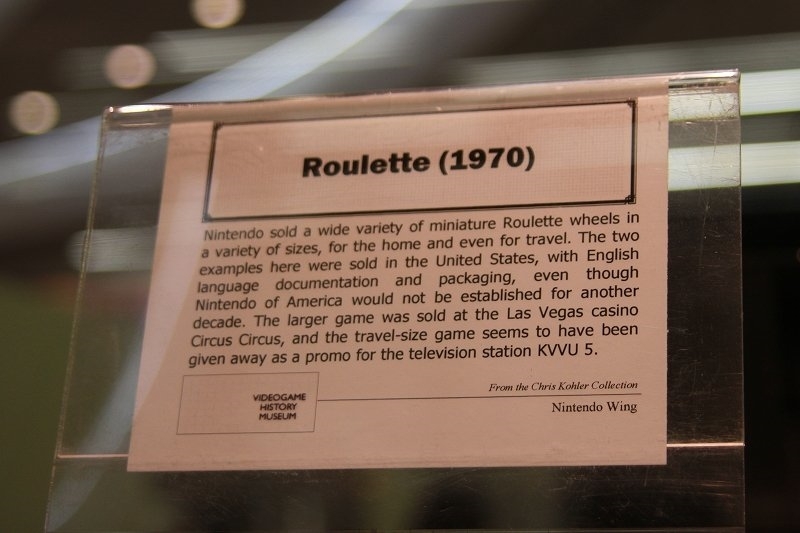 Roulette (1970)
Nintendo sold a wide variety of miniature Roulette wheels in
a variety of sizes, for the home and even for travel. The two
examples here were sold in the United States, with English
language documentation and packaging, even though
Nintendo of America would not be established for another
decade. The larger game was sold at the Las Vegas casino
Circus Circus, and the travel-size game seems to have been
given away as a promo for the television station KVVU 5.
From the Chris Kohler Collection
Nintendo Wing
VIDEOGAME
HISTORY
MUSEUM